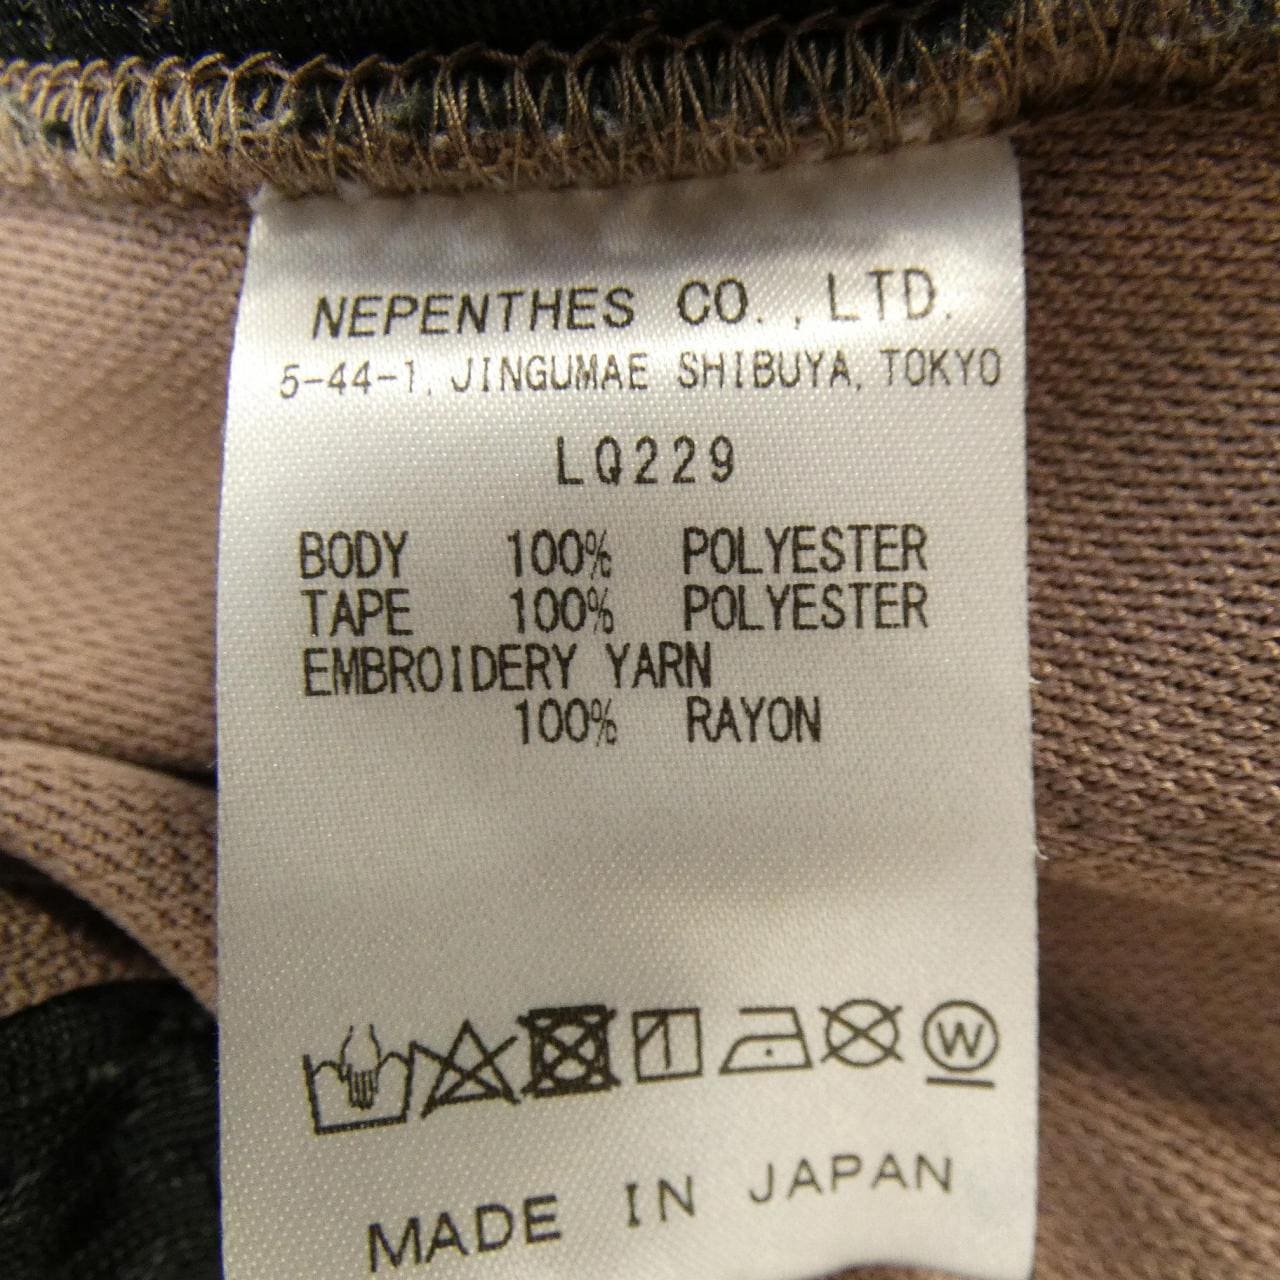 NEPENTHES CO., LTD.
5-44-1, JINGUMAE SHIBUYA, TOKYO
LQ229
BODY 100% POLYESTER
TAPE 100% POLYESTER
EMBROIDERY YARN
100% RAYON
W
MADE IN JAPAN